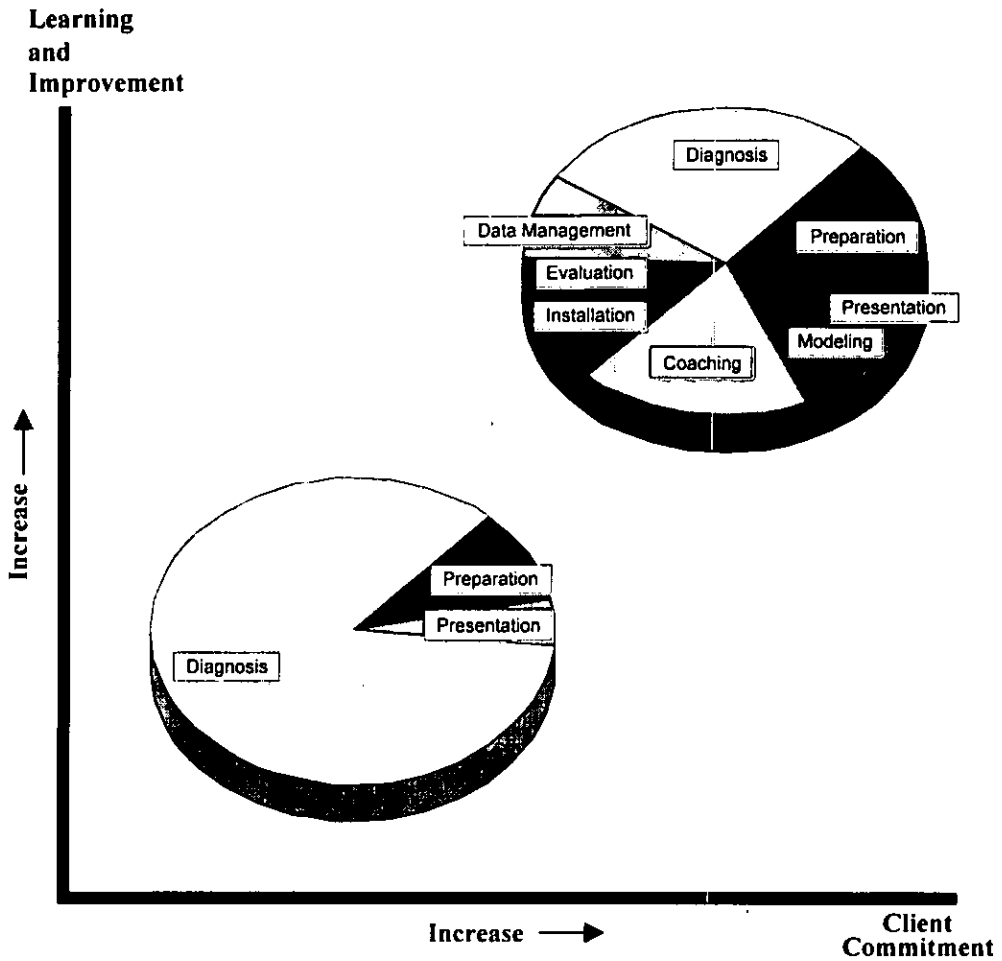 Learning
and
Improvement
Diagnosis
Data Management
Preparation
Evaluation
Presentation
Installation
Modeling
Coaching
Increase
Preparation
Presentation
Diagnosis
Increase
Client
Commitment